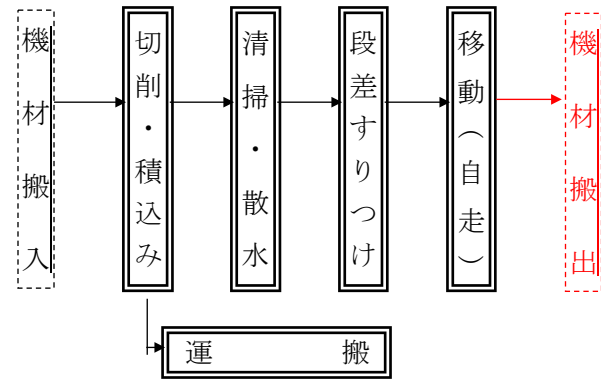 機材搬入
切削・積込み
清掃・散水
段差すりつけ
移動(自走)
機材搬出
運搬